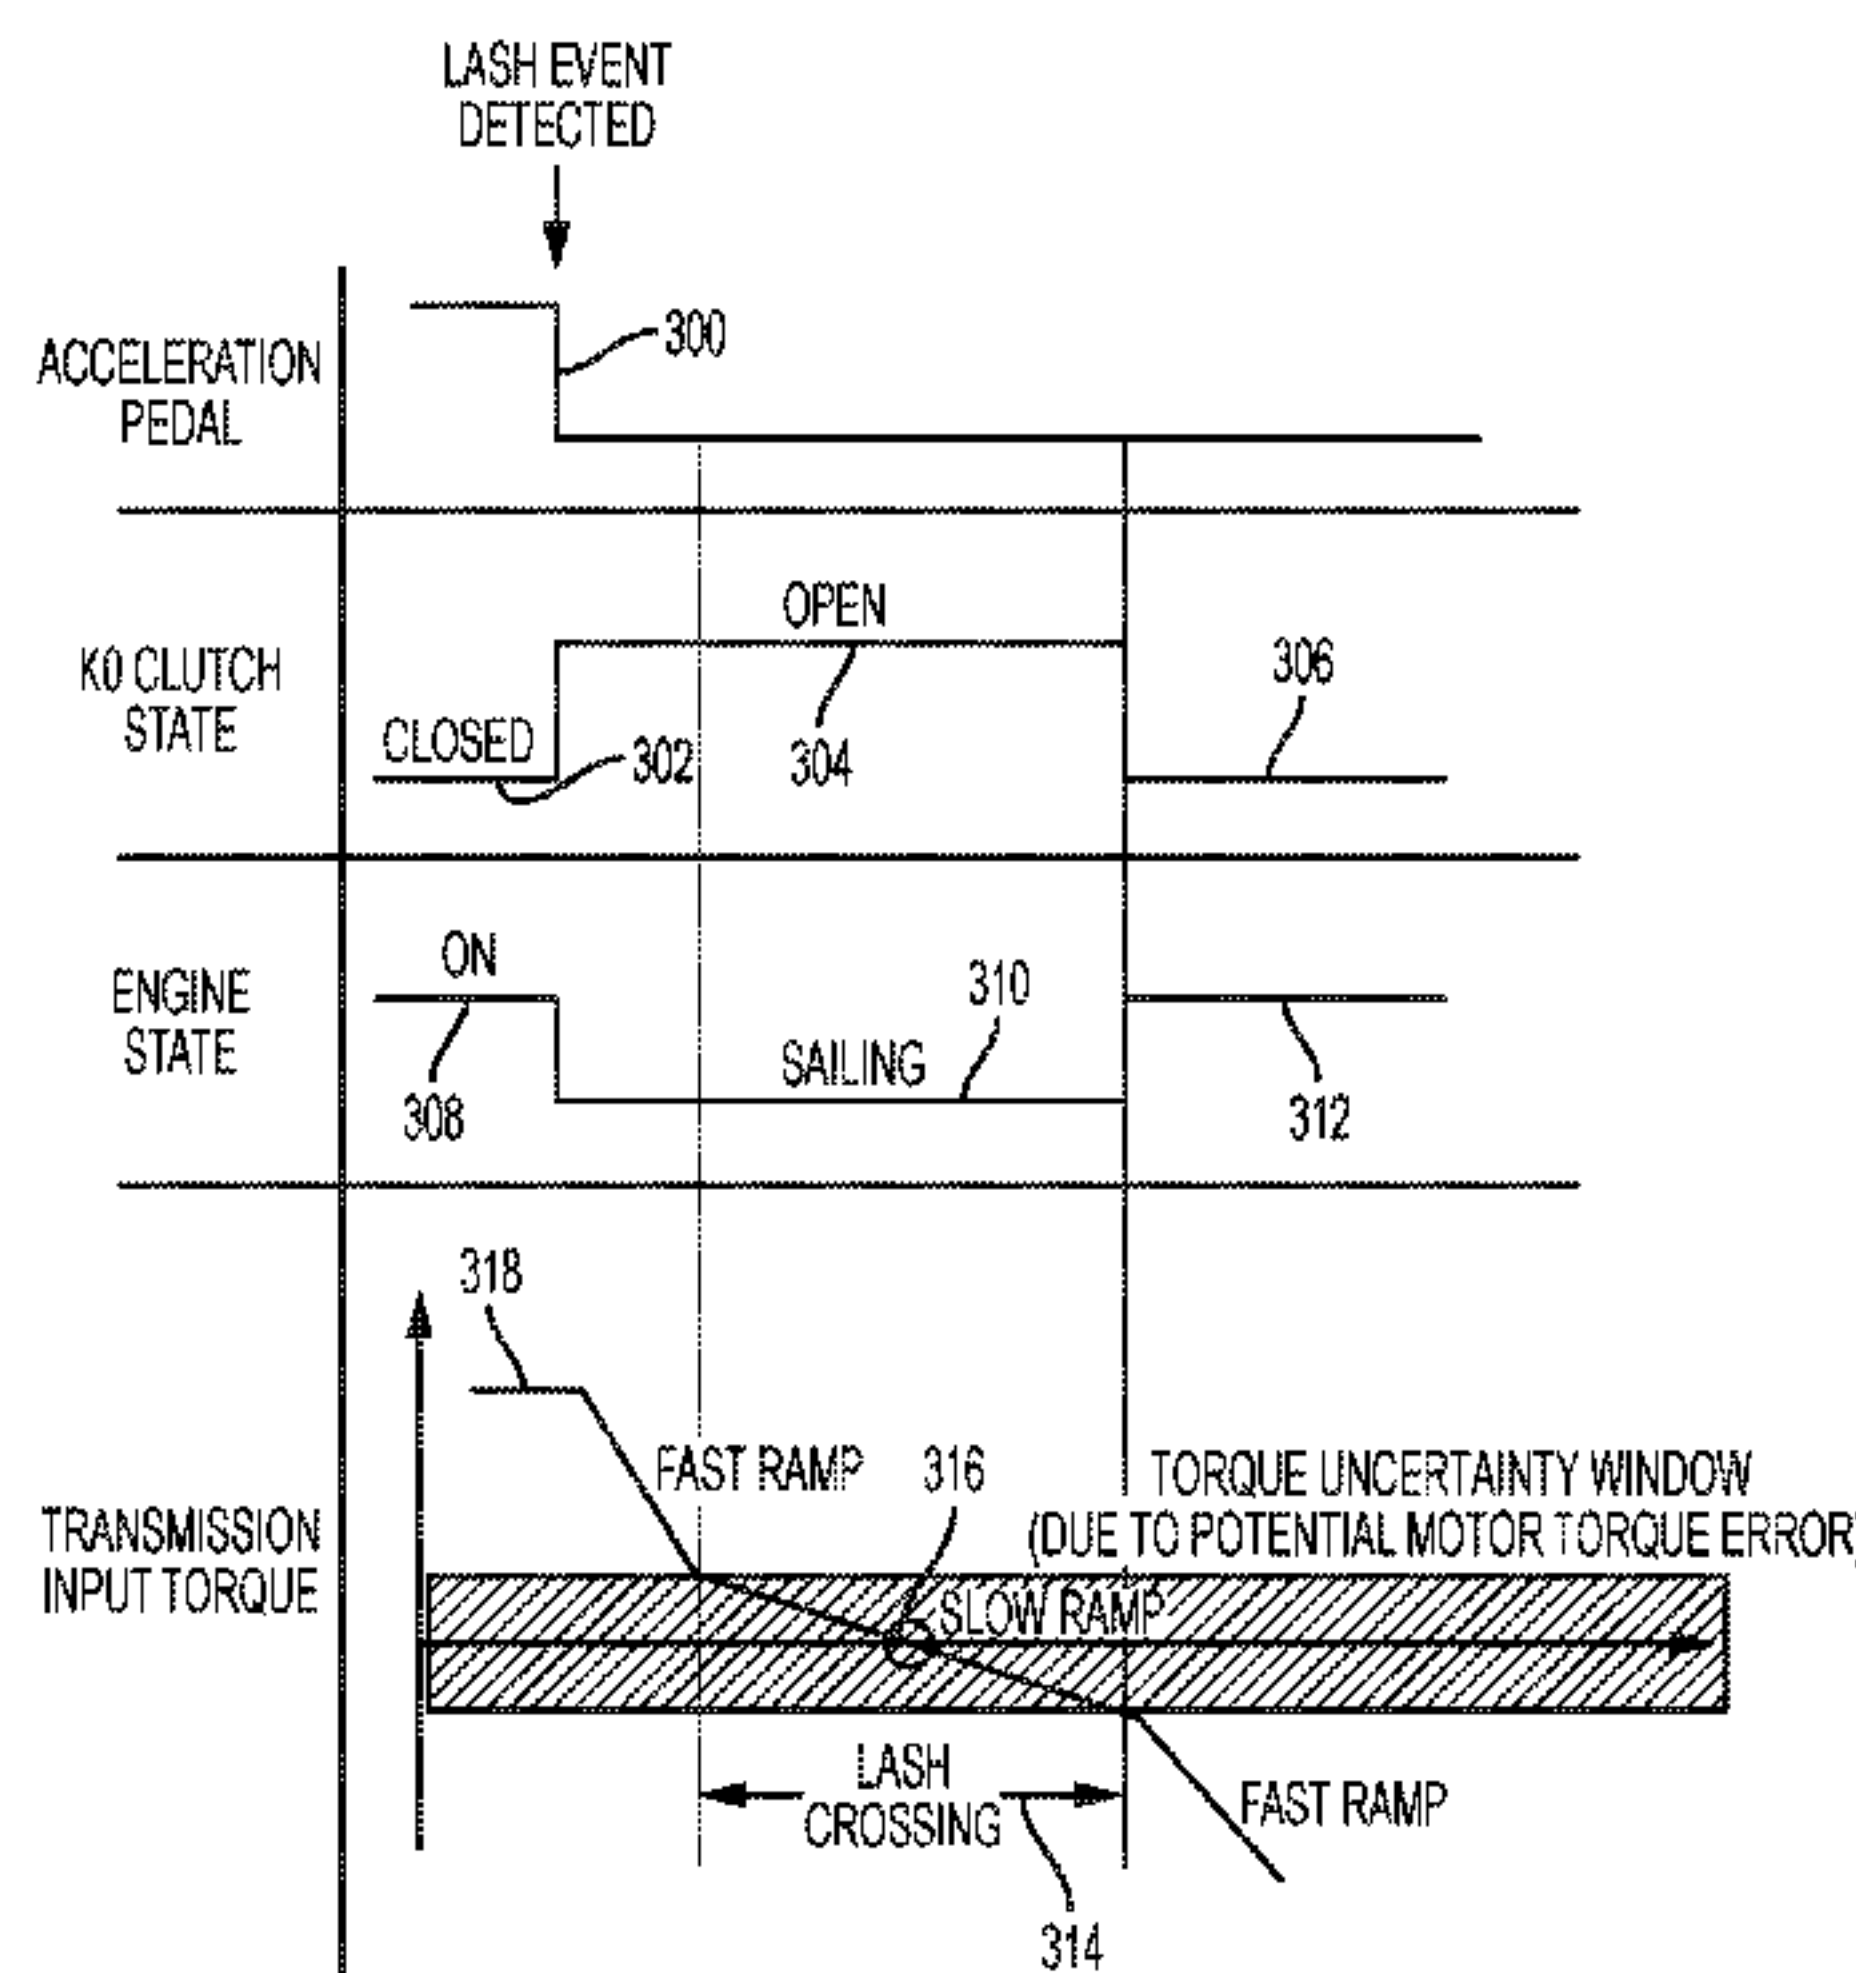 LASH EVENT
DETECTED
300
ACCELERATION
PEDAL
OPEN
K0 CLUTCH
STATE
CLOSED
302
304
306
ON
ENGINE
STATE
308
SAILING
310
312
318
FAST RAMP
316
TORQUE UNCERTAINTY WINDOW
(DUE TO POTENTIAL MOTOR TORQUE ERROR)
TRANSMISSION
INPUT TORQUE
SLOW RAMP
LASH
CROSSING
FAST RAMP
314